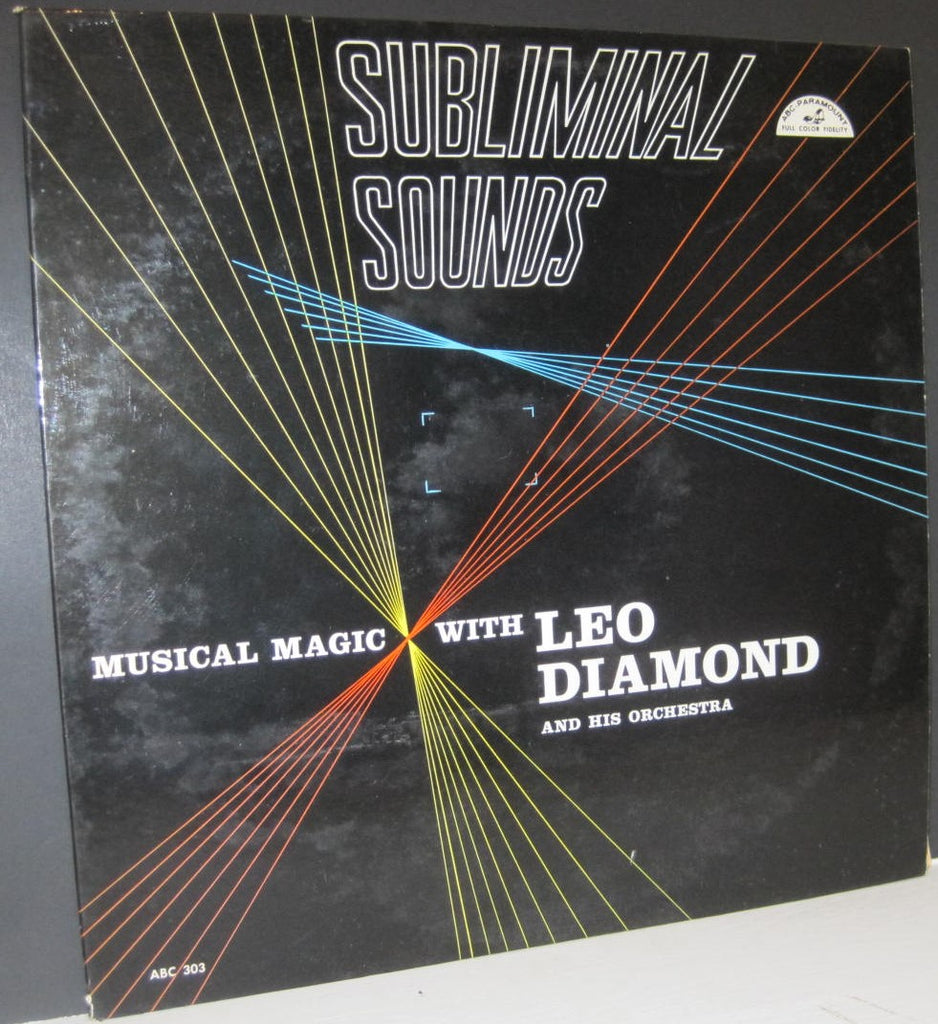 SUBLIMINAL
SOUNDS
ABC-PARAMOUNT
FULL COLOR FIDELITY
MUSICAL MAGIC WITH LEO
DIAMOND
AND HIS ORCHESTRA
ABC 303